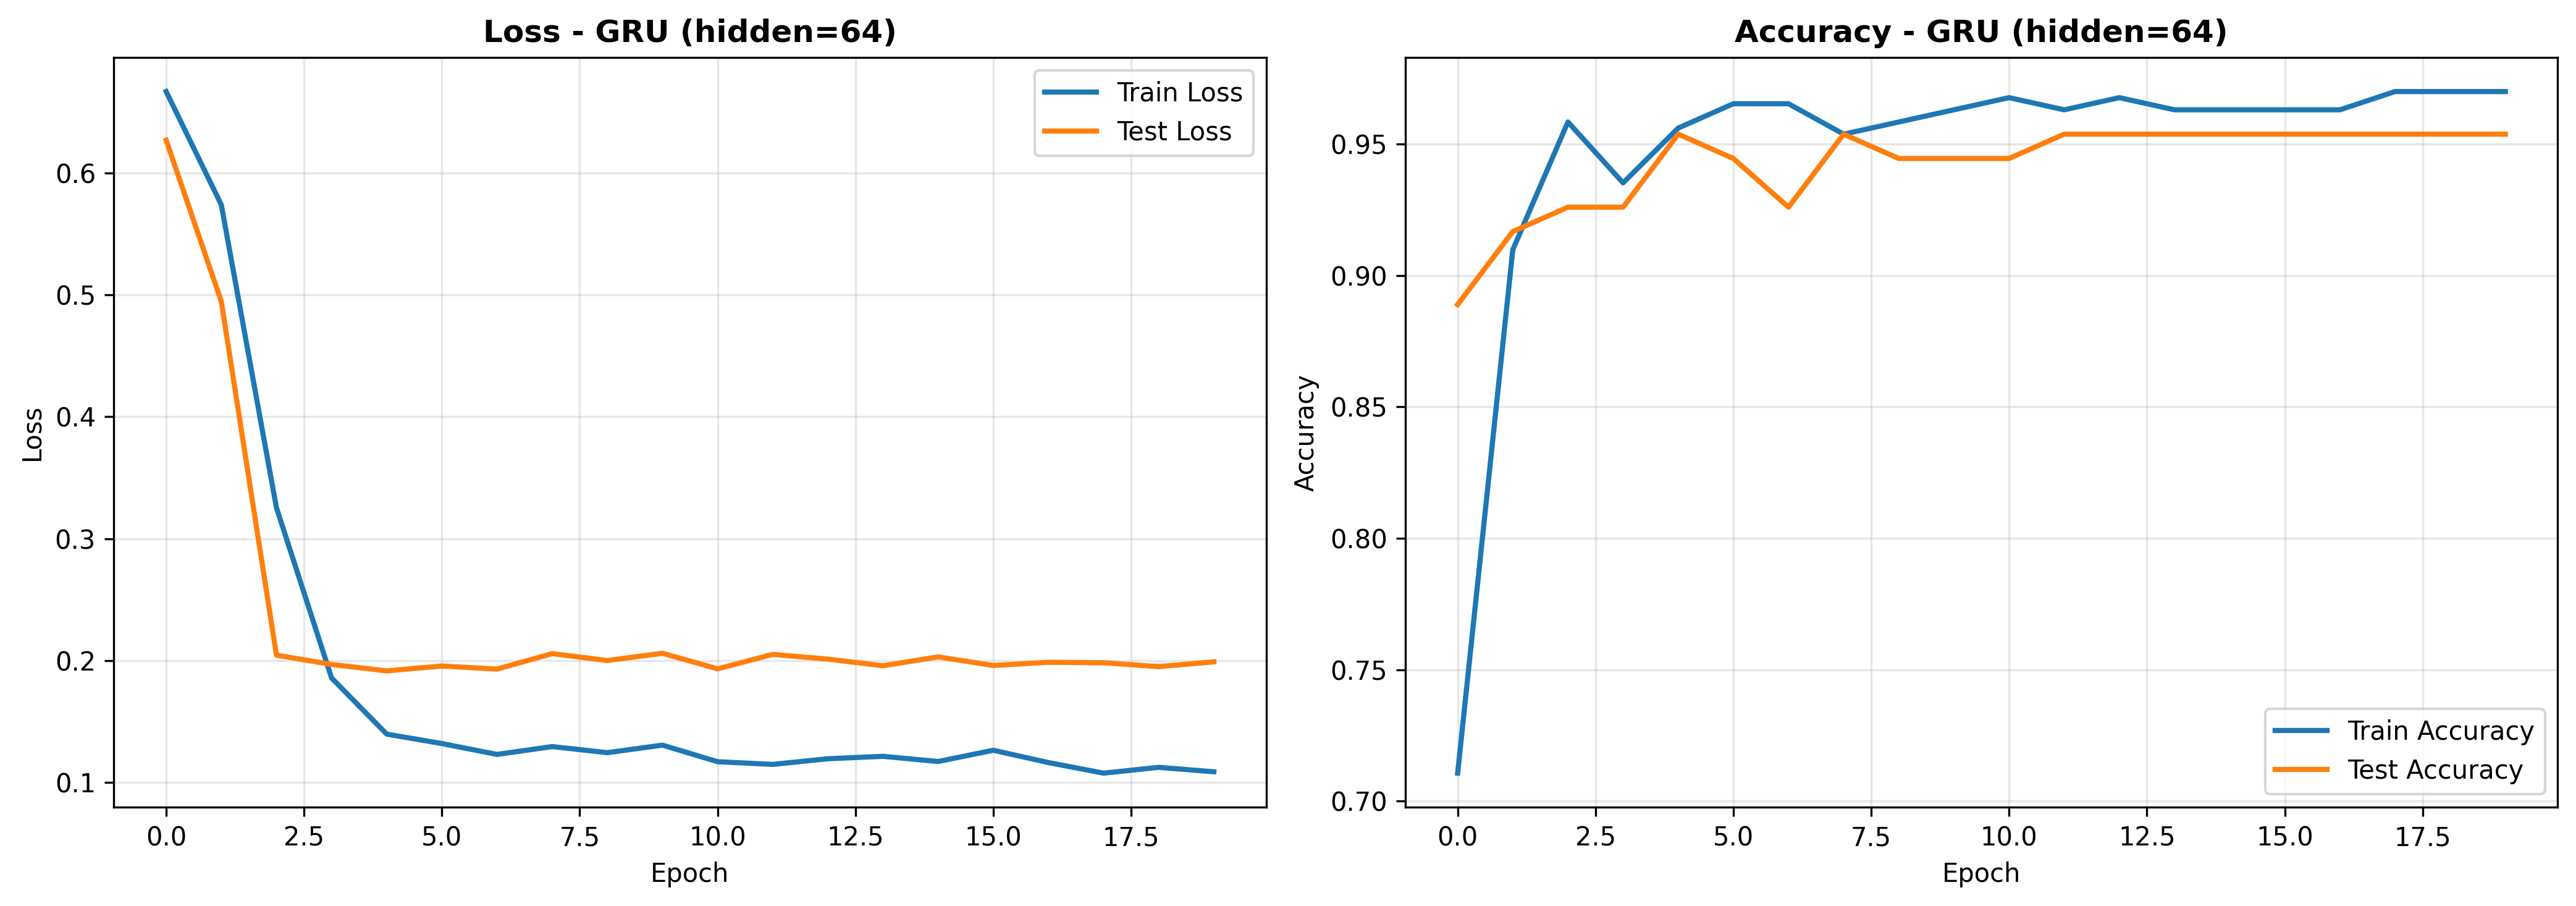 Loss - GRU (hidden=64)
Train Loss
Test Loss
0.6
0.5
0.4
0.3
0.2
0.1
Loss
0.0 2.5 5.0 7.5 10.0 12.5 15.0 17.5
Epoch
Accuracy - GRU (hidden=64)
0.95
0.90
0.85
0.80
0.75
0.70
Accuracy
Train Accuracy
Test Accuracy
0.0 2.5 5.0 7.5 10.0 12.5 15.0 17.5
Epoch